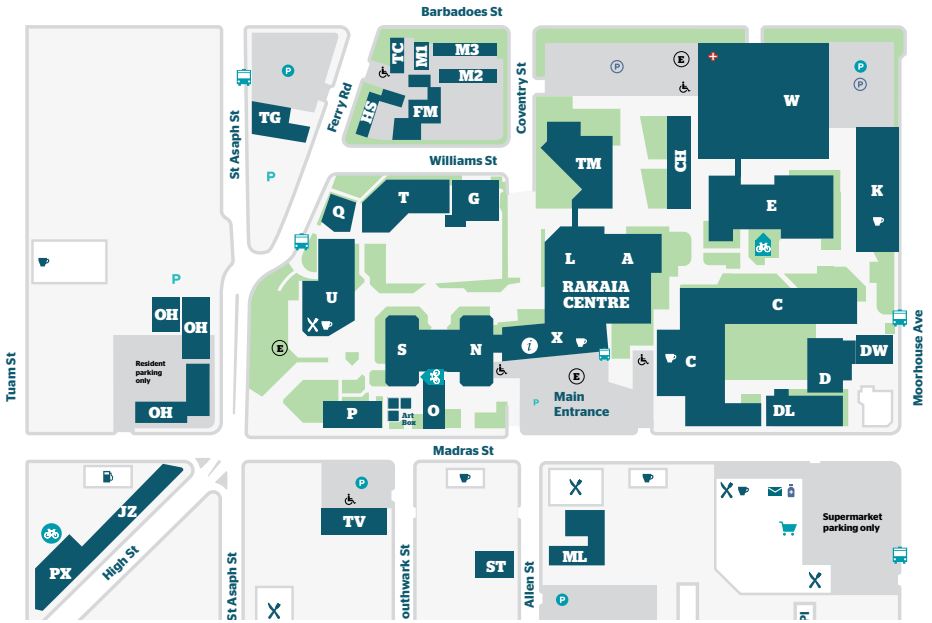 Barbadoes St
TC
M1
M3
M2
HS
FM
TG
P
P
E
W
P
P
St Asaph St
Ferry Rd
Coventry St
Williams St
P
TM
CH
E
K
Q
T
G
L
A
RAKAIA
CENTRE
U
P
OH
OH
OH
Resident
parking
only
E
S
N
i
X
C
C
DW
D
DL
P
Art
Box
O
E
P
Main
Entrance
Tuam St
Moorhouse Ave
Madras St
JZ
PX
High St
St Asaph St
P
TV
outhwark St
ST
Allen St
ML
P
Supermarket
parking only
Pl